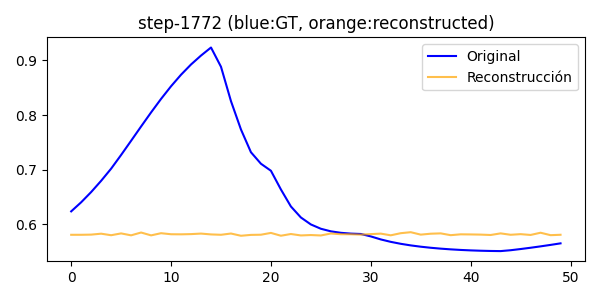 step-1772 (blue:GT, orange:reconstructed)
Original
Reconstrucción
0.9
0.8
0.7
0.6
0 10 20 30 40 50